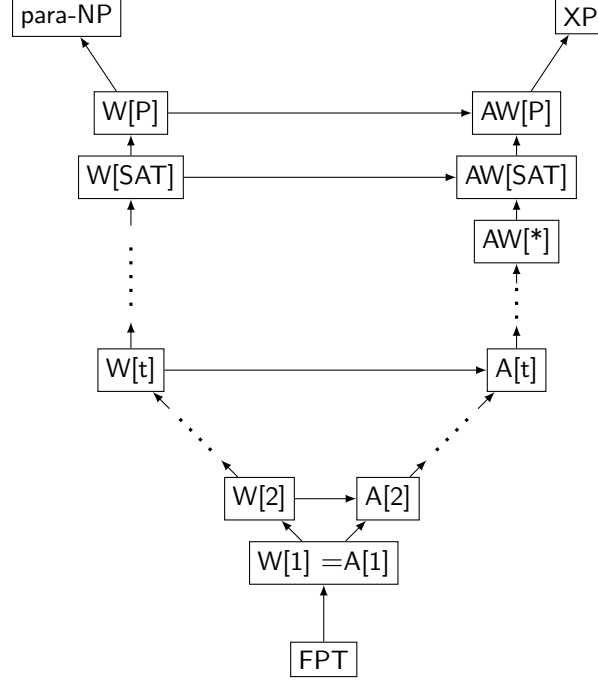 para-NP
XP
W[P]
AW[P]
W[SAT]
AW[SAT]
AW[*]
W[t]
A[t]
W[2]
A[2]
W[1] =A[1]
FPT